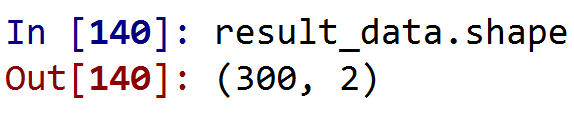 In [140]: result_data.shape
Out[140]: (300, 2)